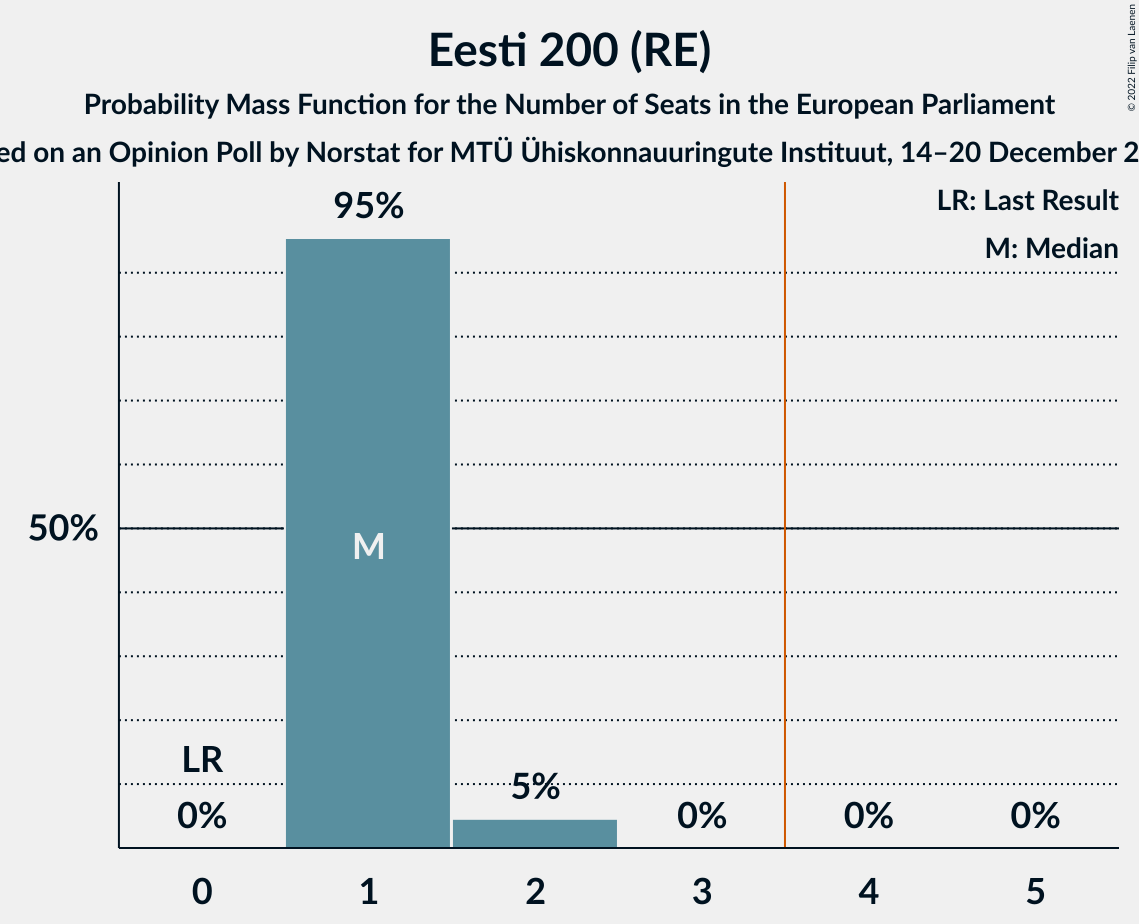 Eesti 200 (RE)
Probability Mass Function for the Number of Seats in the European Parliament
on an Opinion Poll by Norstat for MTÜ Ühiskonnauuringute Instituut, 14–20 December
© 2022 Filip van Laenen
LR: Last Result
M: Median
95%
50%
M
LR
0%
5%
0%
0%
0%
0
1
2
3
4
5